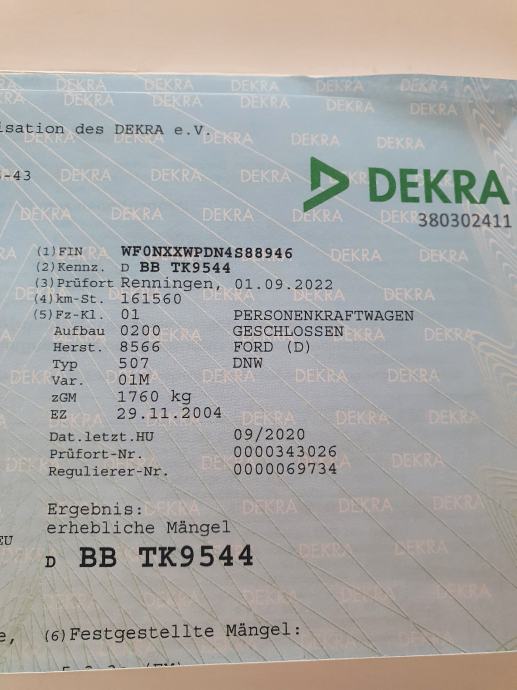 isation des DEKRA e.V.
-43
DEKRA
380302411
(1)FIN WF0NXXWPDN4S88946
(2)Kennz. D BB TK9544
(3)Prüfort Renningen, 01.09.2022
(4)km-St. 161560
(5)Fz-Kl. 01 PERSONENKRAFTWAGEN
Aufbau 0200 GESCHLOSSEN
Herst. 8566 FORD (D)
Typ 507 DNW
Var. 01M
zGM 1760 kg
EZ 29.11.2004
Dat.letzt.HU 09/2020
Prüfort-Nr. 0000343026
Regulierer-Nr. 0000069734
Ergebnis:
erhebliche Mängel
EU
D BB TK9544
e, (6)Festgestellte Mängel: